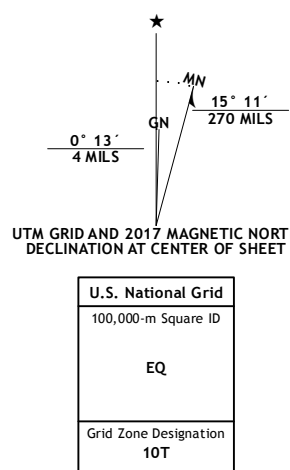 MN
GN
15° 11´
270 MILS
0° 13´
4 MILS
UTM GRID AND 2017 MAGNETIC NORT
DECLINATION AT CENTER OF SHEET
U.S. National Grid
100,000-m Square ID
EQ
Grid Zone Designation
10T